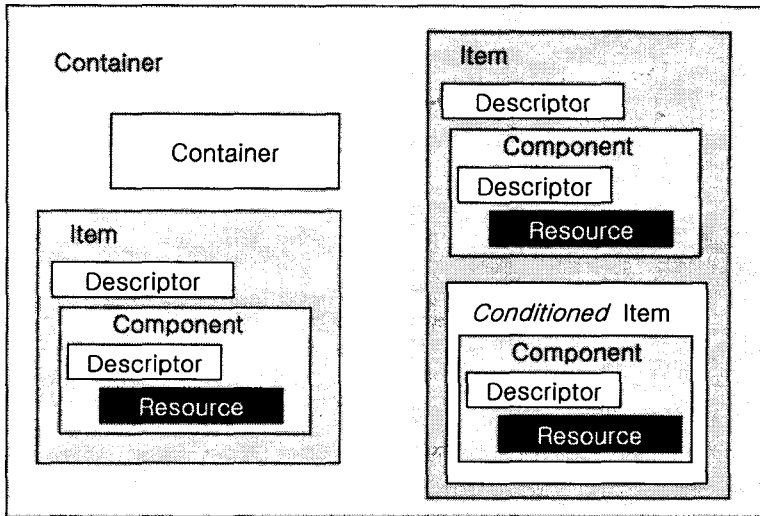 Container
Container
Item
Descriptor
Component
Descriptor
Resource
Item
Descriptor
Component
Descriptor
Resource
Conditioned Item
Component
Descriptor
Resource